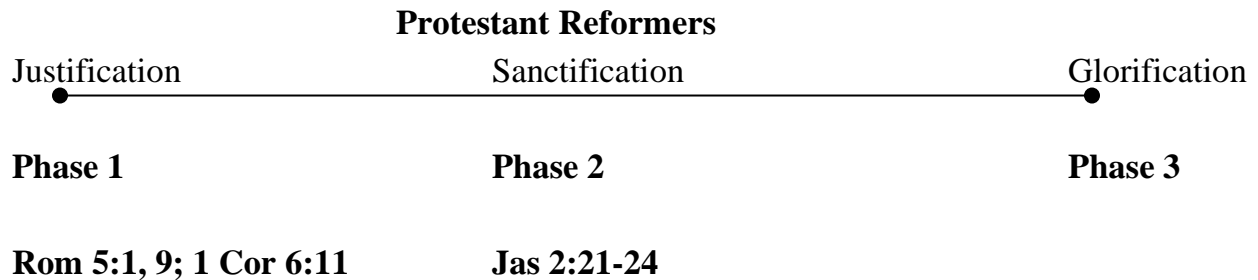 Protestant Reformers
Justification Sanctification Glorification
Phase 1 Phase 2 Phase 3
Rom 5:1, 9; 1 Cor 6:11 Jas 2:21-24